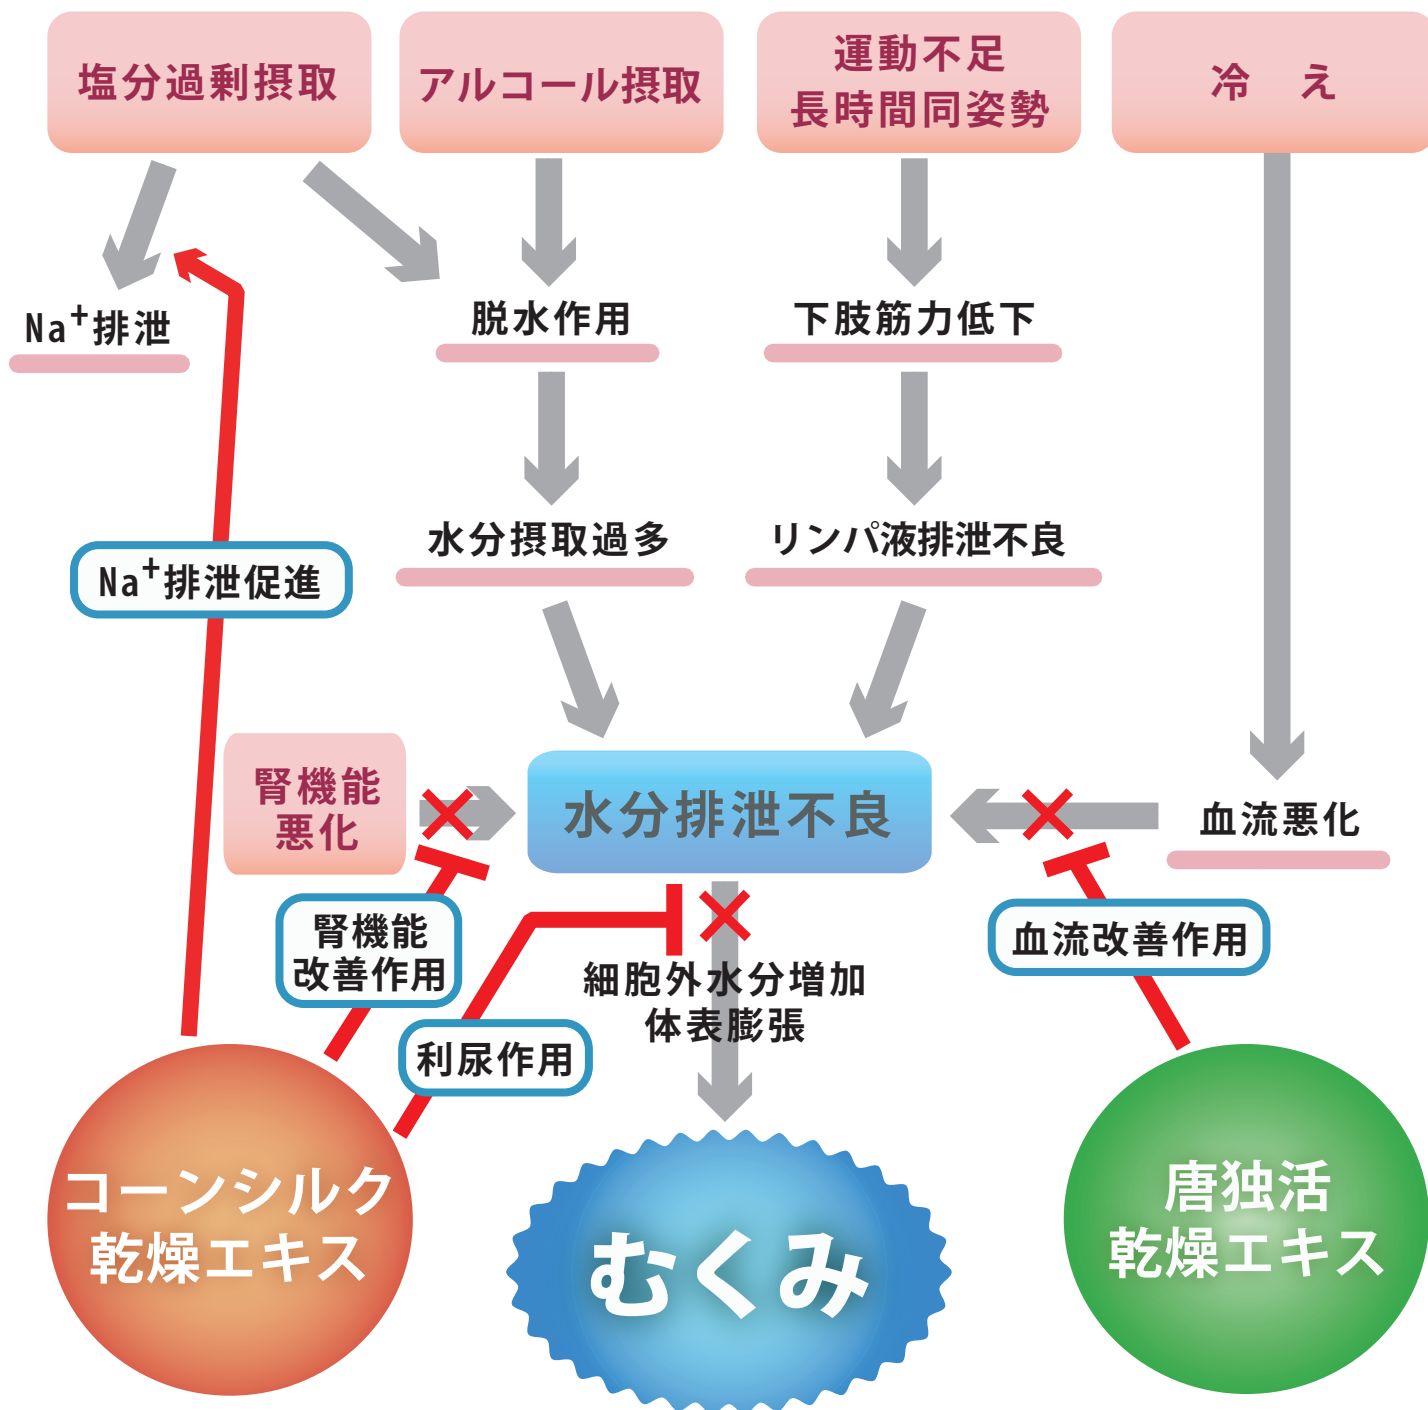 塩分過剰摂取
アルコール摂取
運動不足
長時間同姿勢
冷　え
Na⁺排泄
脱水作用
下肢筋力低下
水分摂取過多
リンパ液排泄不良
Na⁺排泄促進
腎機能
悪化
水分排泄不良
血流悪化
腎機能
改善作用
血流改善作用
細胞外水分増加
体表膨張
利尿作用
コーンシルク
乾燥エキス
むくみ
唐独活
乾燥エキス